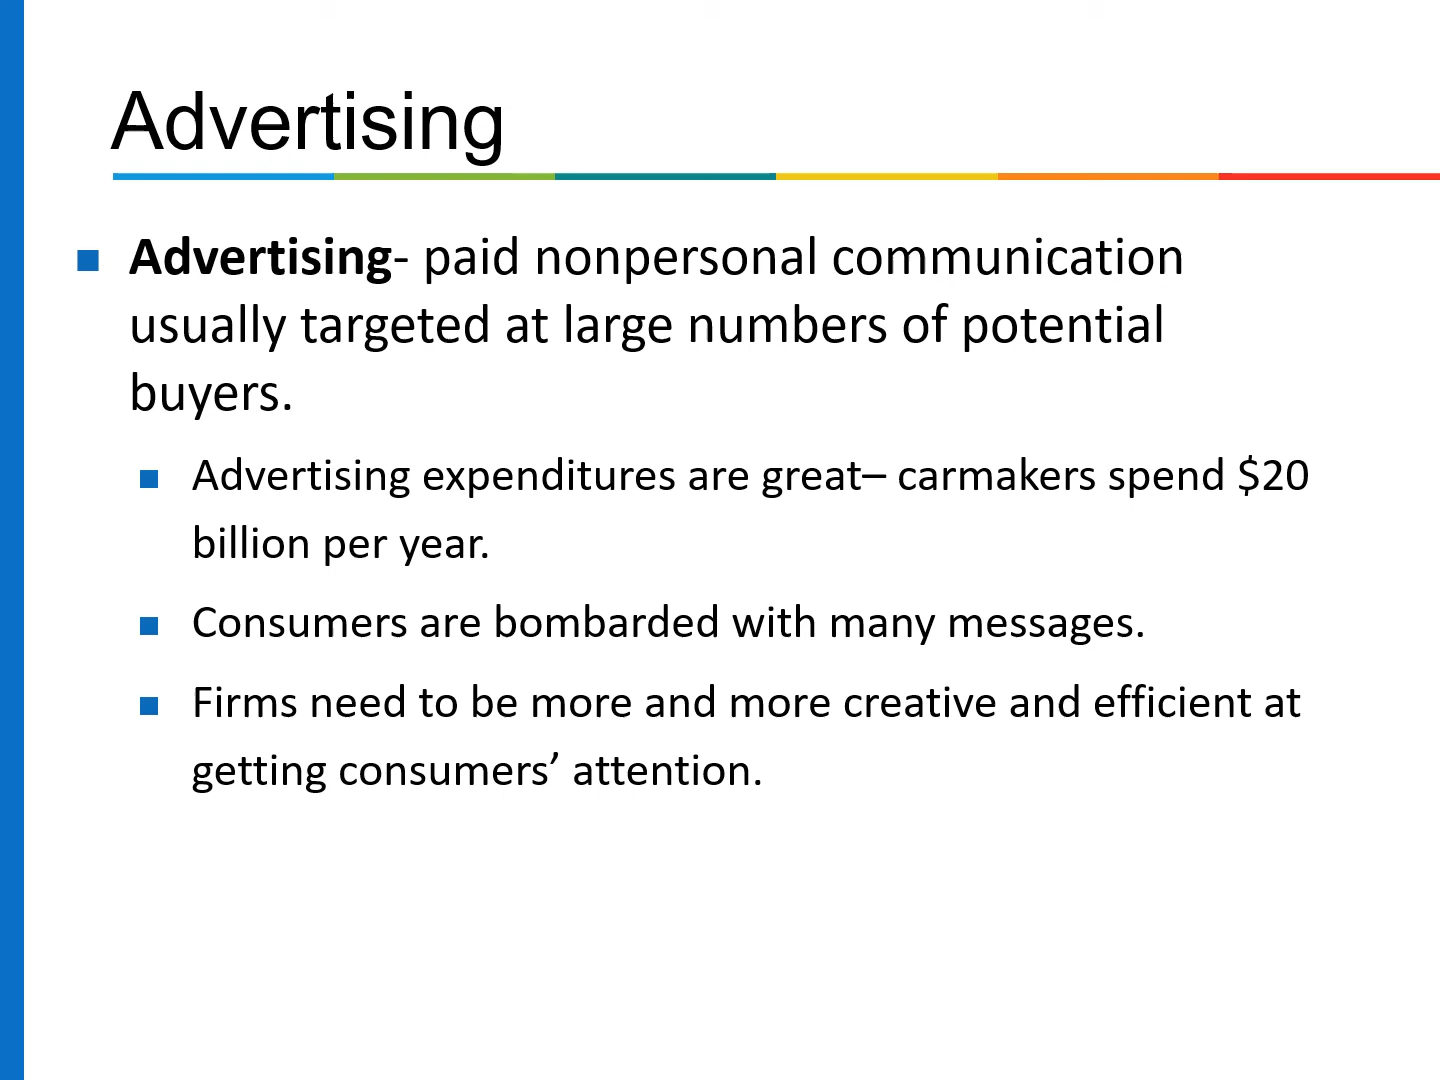 Advertising
Advertising- paid nonpersonal communication
usually targeted at large numbers of potential
buyers.
Advertising expenditures are great– carmakers spend $20
billion per year.
Consumers are bombarded with many messages.
Firms need to be more and more creative and efficient at
getting consumers’ attention.